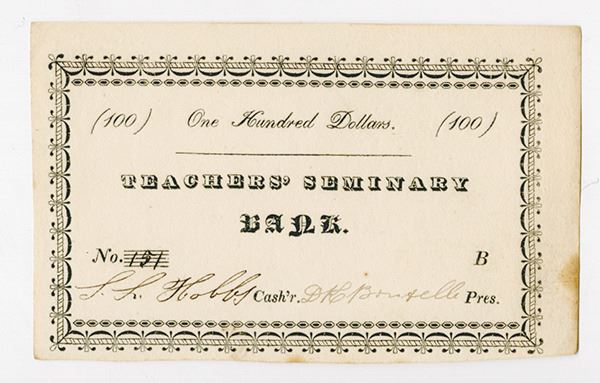 (100) One Hundred Dollars. (100)
TEACHERS' SEMINARY
BANK.
No. 151 B
Hobbs Cash'r. Pres.